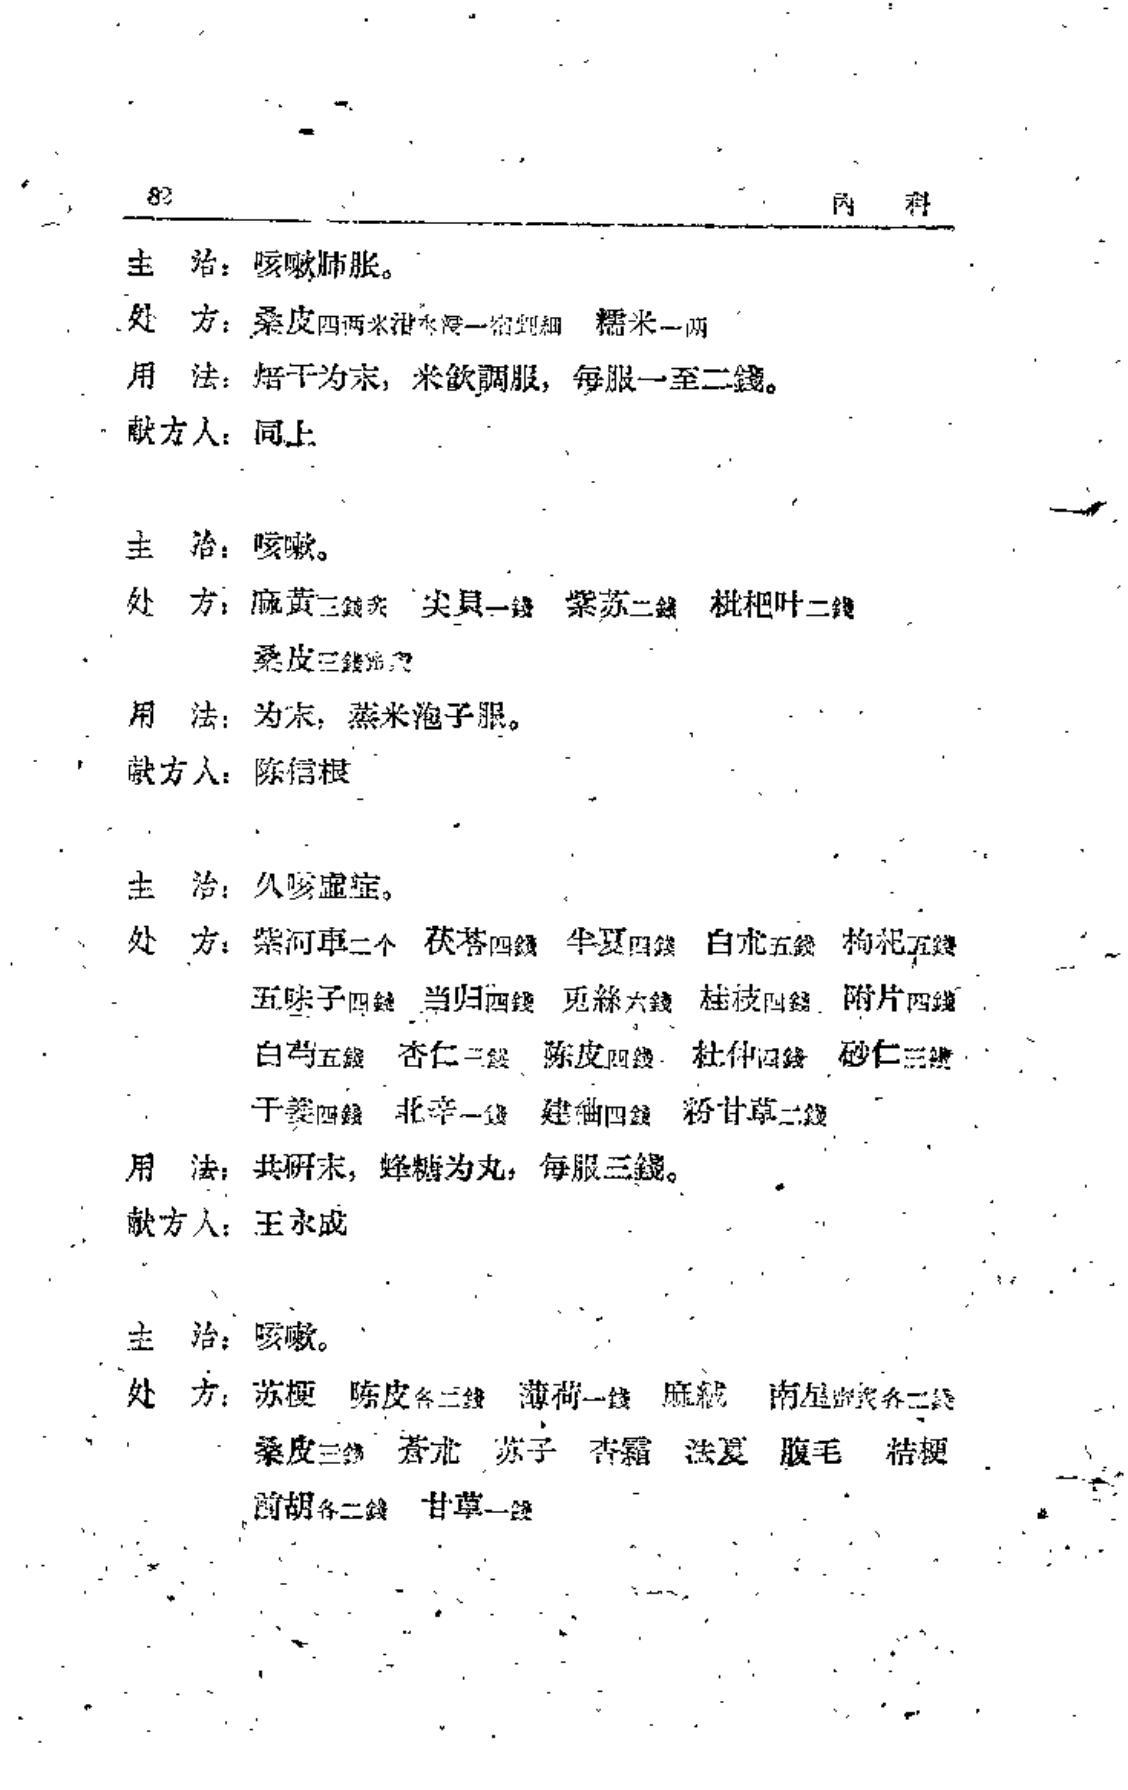 82 內 科
主 治：咳嗽肺胀。
处 方：桑皮四两米泔水浸一宿剉細 糯米一两
用 法：焙干为末，米飲調服，每服一至二錢。
献方人：同上
主 治：咳嗽。
处 方：麻黄三錢炙 尖貝一錢 紫苏二錢 枇杷叶二錢
桑皮三錢
用 法：为末，蒸米泡子服。
献方人：陈信根
主 治：久咳虛症。
处 方：紫河車二个 茯苓四錢 半夏四錢 白朮五錢 枸杞五錢
五味子四錢 当归四錢 兎絲六錢 桂枝四錢 附片四錢
白芍五錢 杏仁二錢 陈皮四錢 杜仲四錢 砂仁三錢
干姜四錢 北辛一錢 建柚四錢 粉甘草二錢
用 法：共研末，蜂糖为丸，每服三錢。
献方人：王永成
主 治：咳嗽。
处 方：苏梗 陈皮各三錢 薄荷一錢 麻絨 南星各二錢
桑皮三錢 蒼朮 苏子 杏霜 法夏 腹毛 桔梗
前胡各二錢 甘草一錢